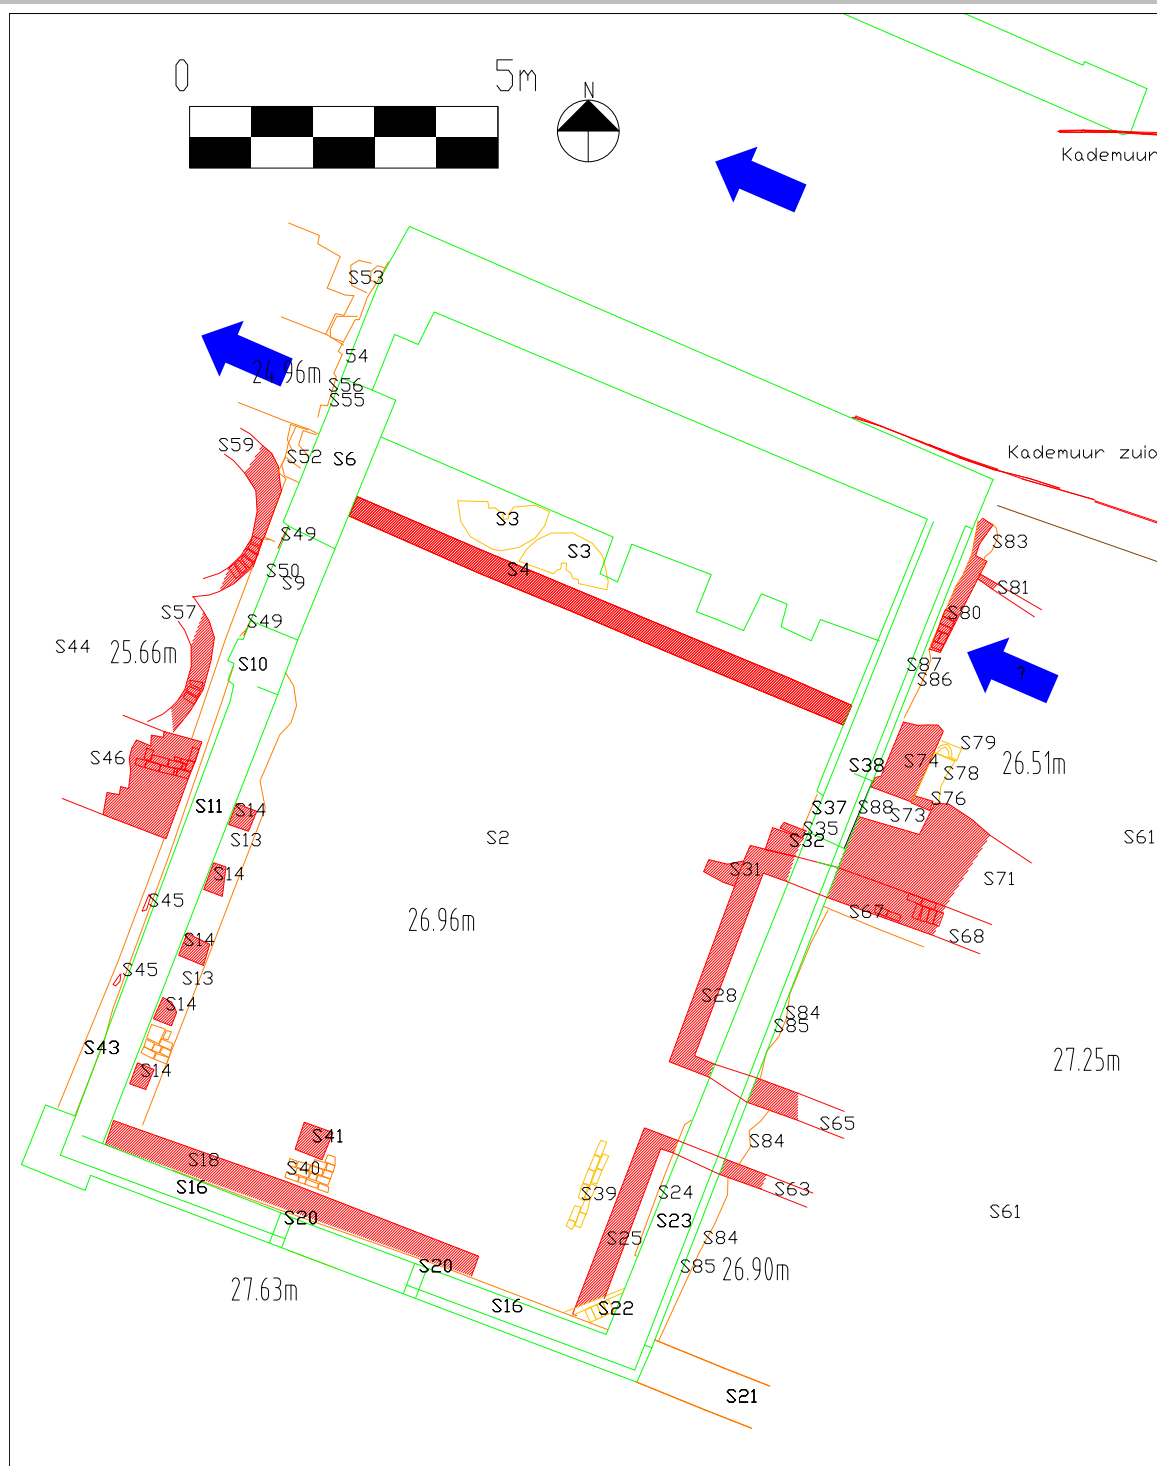 0 5m
N
Kademuur
S53
54
24.96m
S56
S55
S59
S52
S6
Kademuur zuid
S3
S3
S49
S50
S9
S4
S83
S81
S80
S57
S49
S44
25.66m
S10
S87
S86
?
S46
S79
S74
S78
26.51m
S38
S76
S11
S14
S37
S88
S73
S13
S2
S35
S32
S61
S14
S31
S71
S45
26.96m
S67
S14
S68
S45
S13
S28
S14
S84
S85
S43
S14
27.25m
S65
S41
S84
S18
S40
S16
S39
S24
S63
S61
S20
S23
S25
S84
S20
S85
26.90m
27.63m
S16
S22
S21